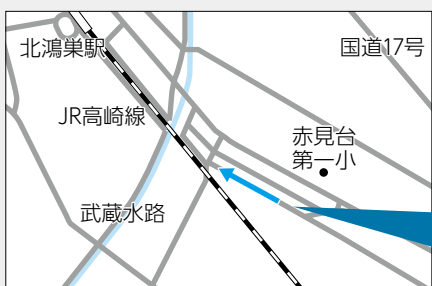 北鴻巣駅
国道17号
JR高崎線
赤見台
第一小
武蔵水路